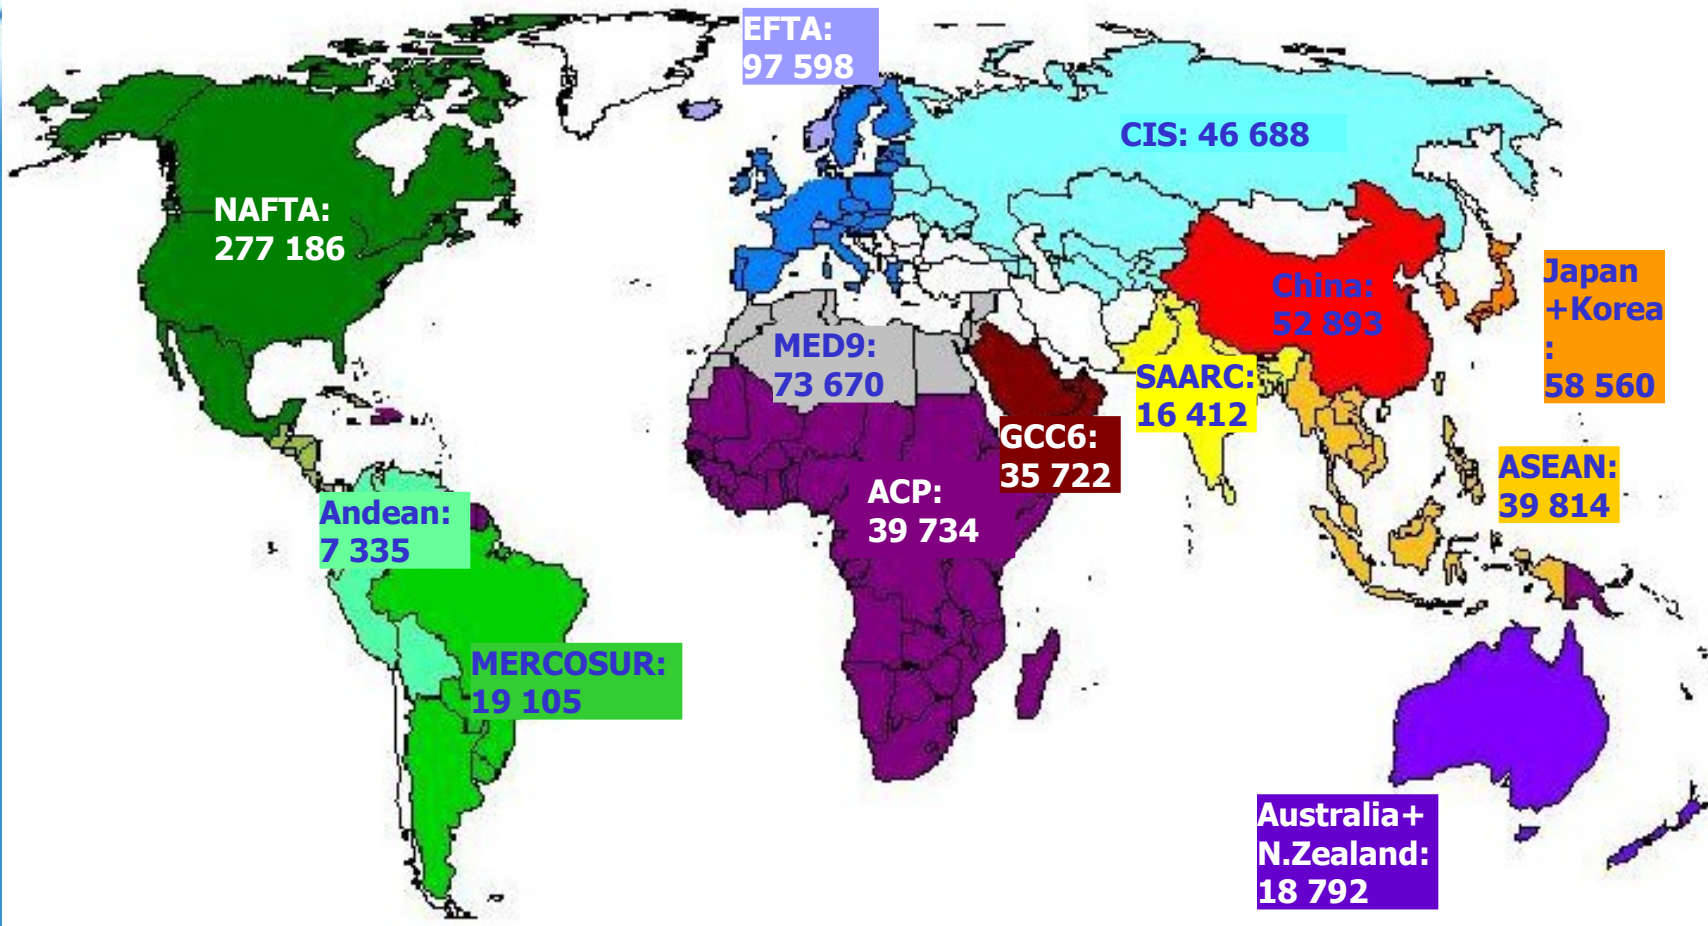 EFTA:
97 598
CIS: 46 688
NAFTA:
277 186
Japan
+Korea
:
58 560
China:
52 893
MED9:
73 670
SAARC:
16 412
GCC6:
35 722
ASEAN:
39 814
ACP:
39 734
Andean:
7 335
MERCOSUR:
19 105
Australia+
N.Zealand:
18 792